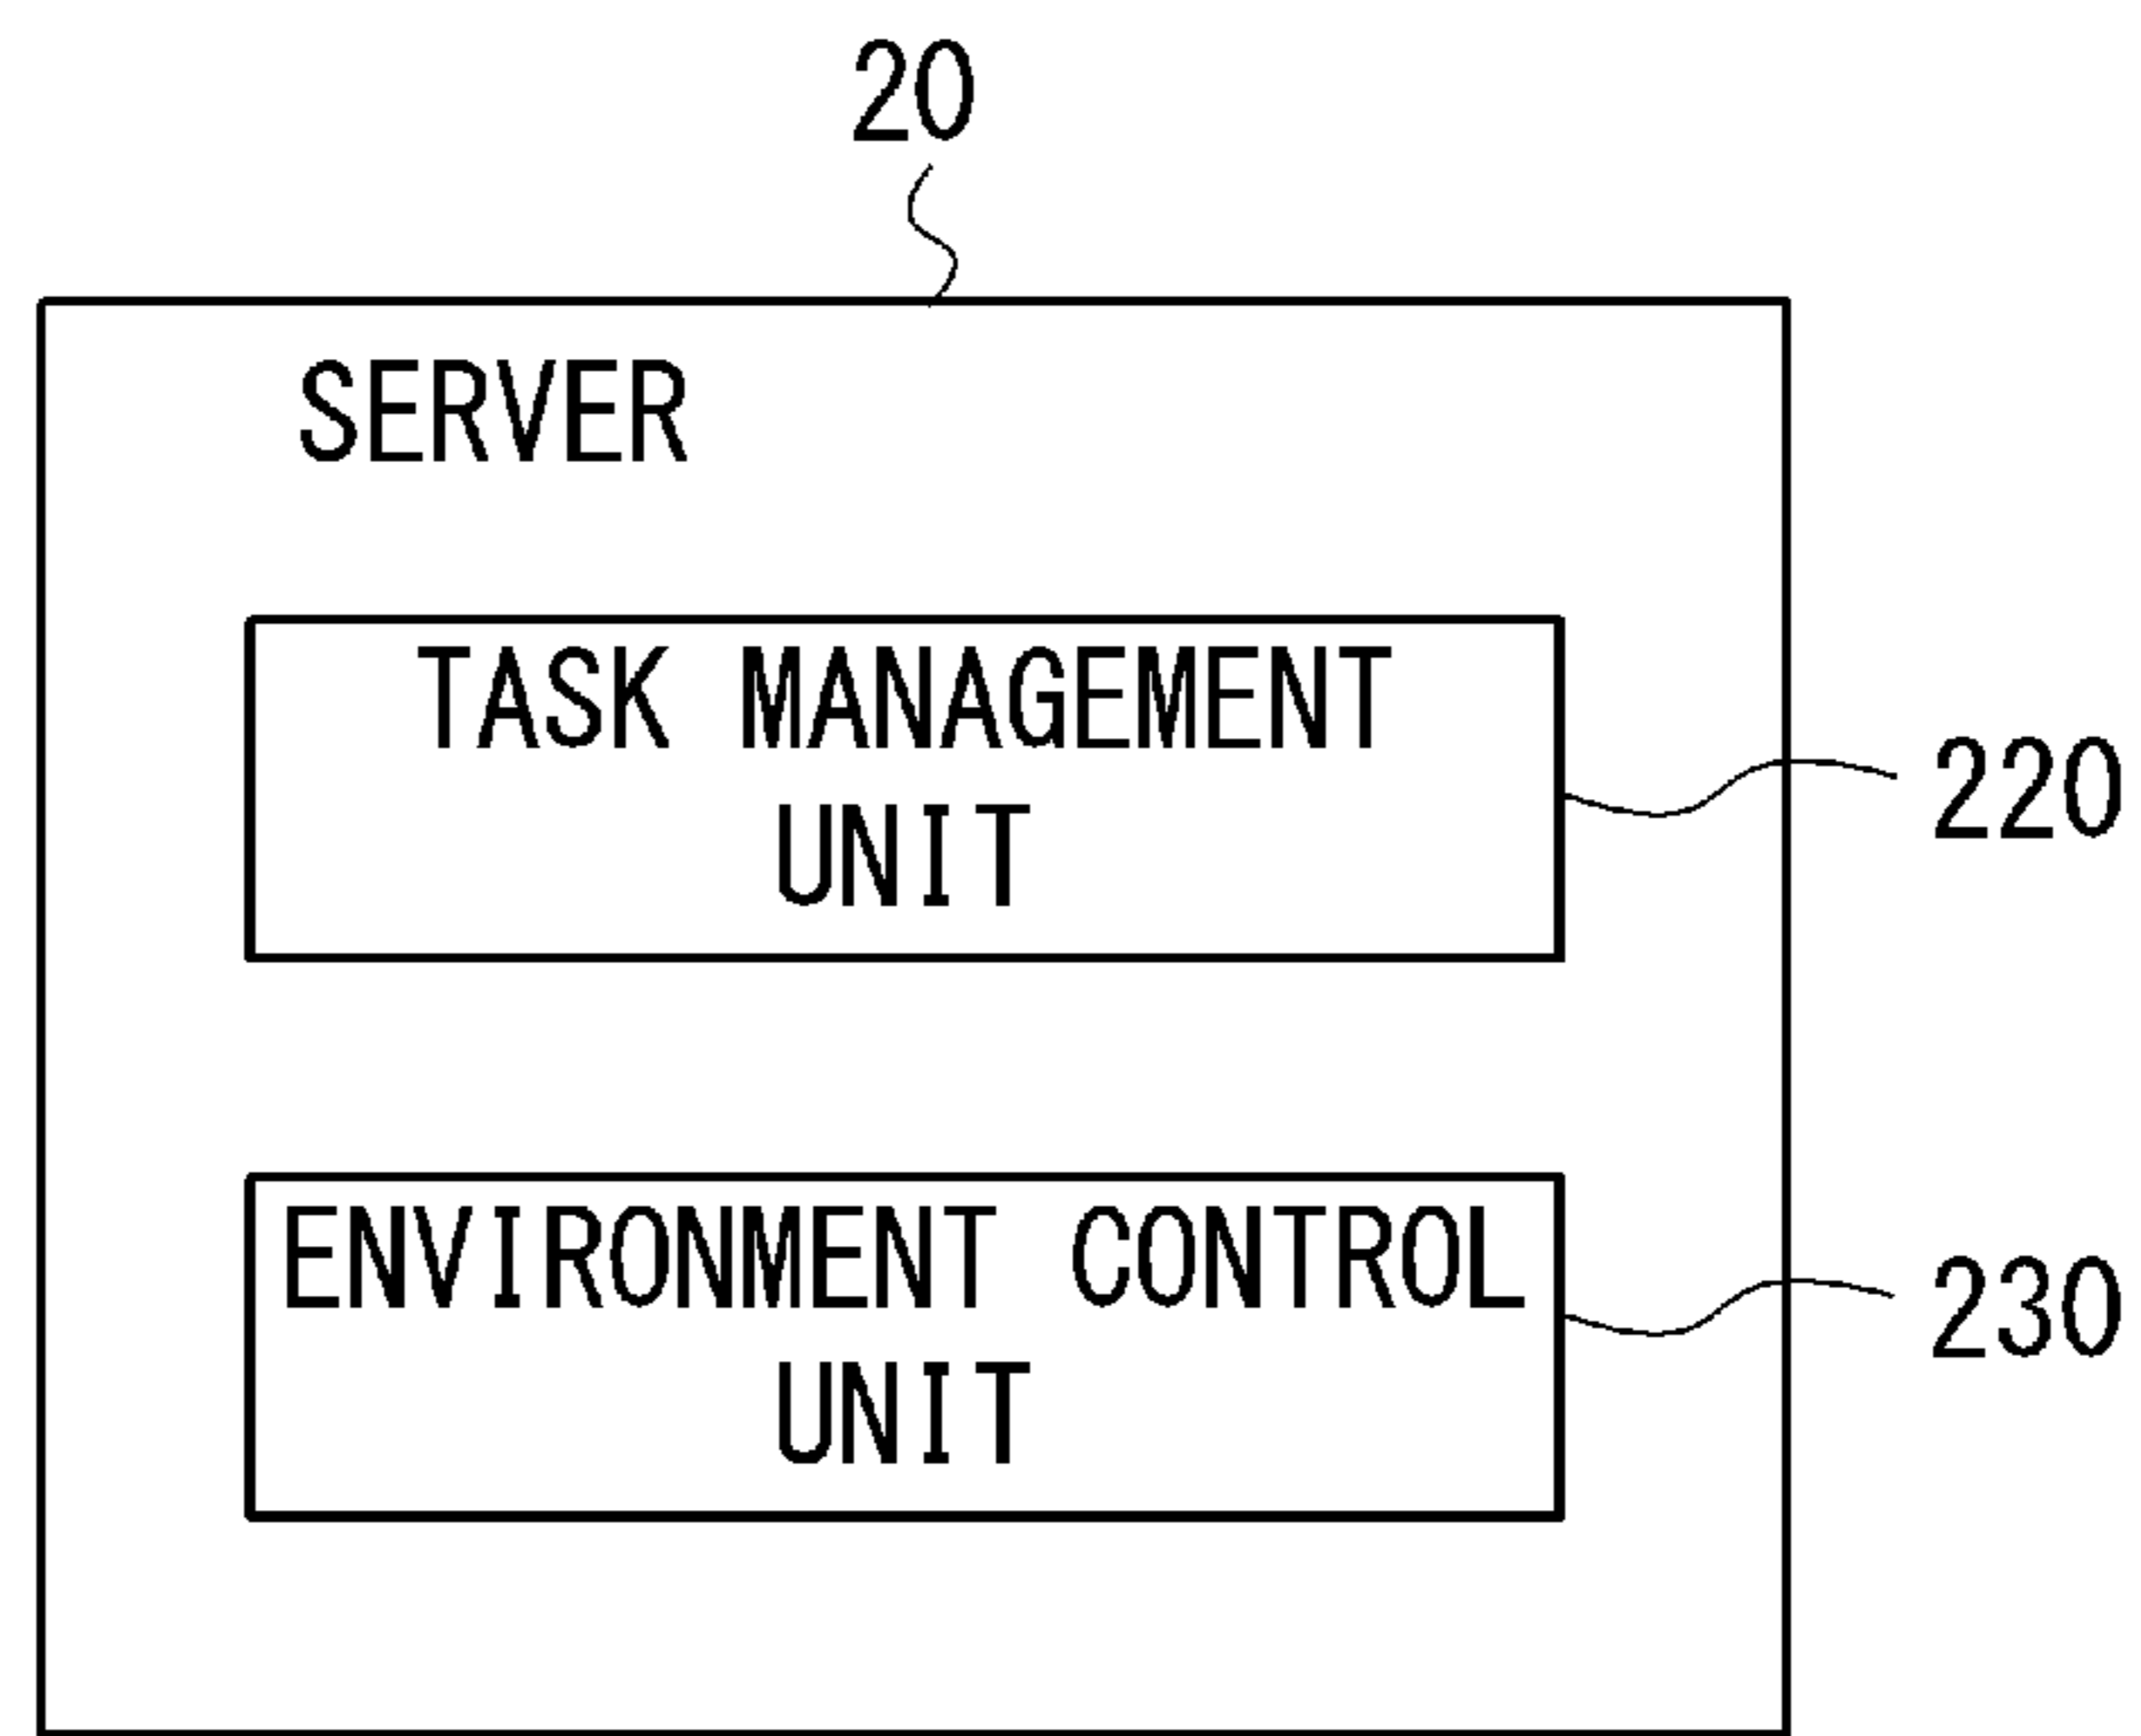 20
SERVER
TASK MANAGEMENT
UNIT
220
ENVIRONMENT CONTROL
UNIT
230